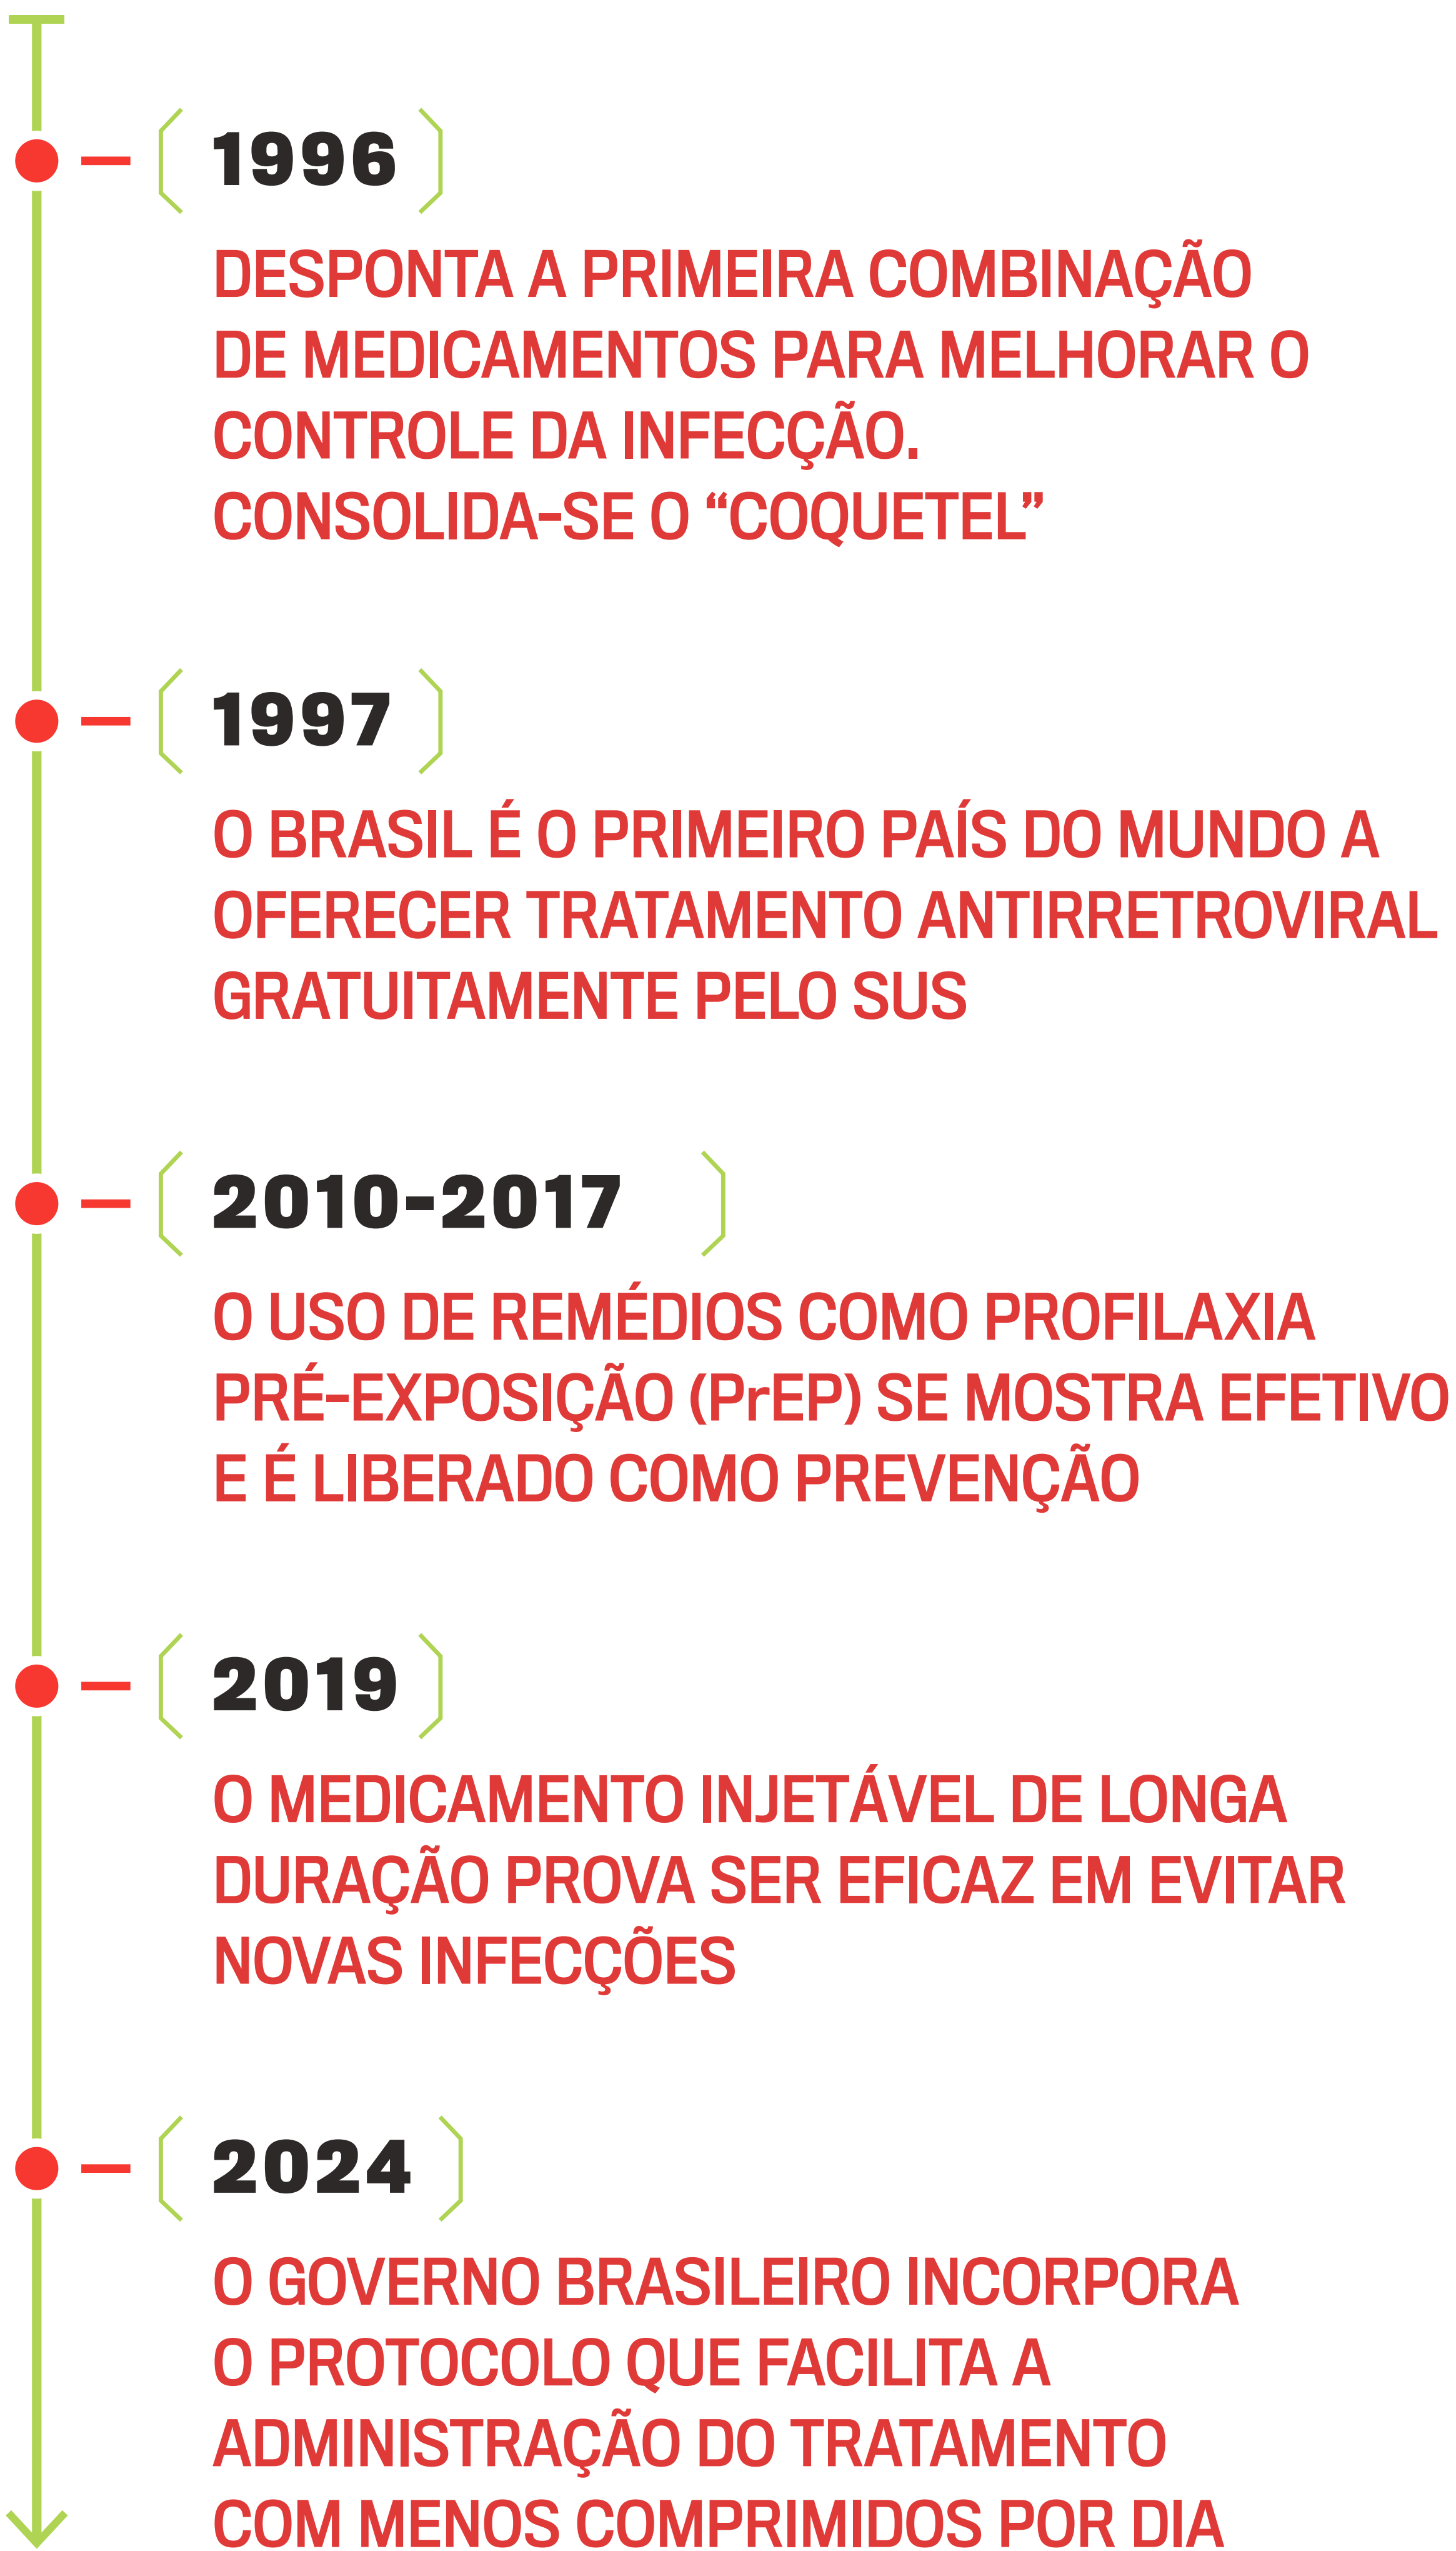 1996
DESPONTA A PRIMEIRA COMBINAÇÃO
DE MEDICAMENTOS PARA MELHORAR O
CONTROLE DA INFECÇÃO.
CONSOLIDA-SE O “COQUETEL”
1997
O BRASIL É O PRIMEIRO PAÍS DO MUNDO A
OFERECER TRATAMENTO ANTIRRETROVIRAL
GRATUITAMENTE PELO SUS
2010-2017
O USO DE REMÉDIOS COMO PROFILAXIA
PRÉ-EXPOSIÇÃO (PrEP) SE MOSTRA EFETIVO
E É LIBERADO COMO PREVENÇÃO
2019
O MEDICAMENTO INJETÁVEL DE LONGA
DURAÇÃO PROVA SER EFICAZ EM EVITAR
NOVAS INFECÇÕES
2024
O GOVERNO BRASILEIRO INCORPORA
O PROTOCOLO QUE FACILITA A
ADMINISTRAÇÃO DO TRATAMENTO
COM MENOS COMPRIMIDOS POR DIA